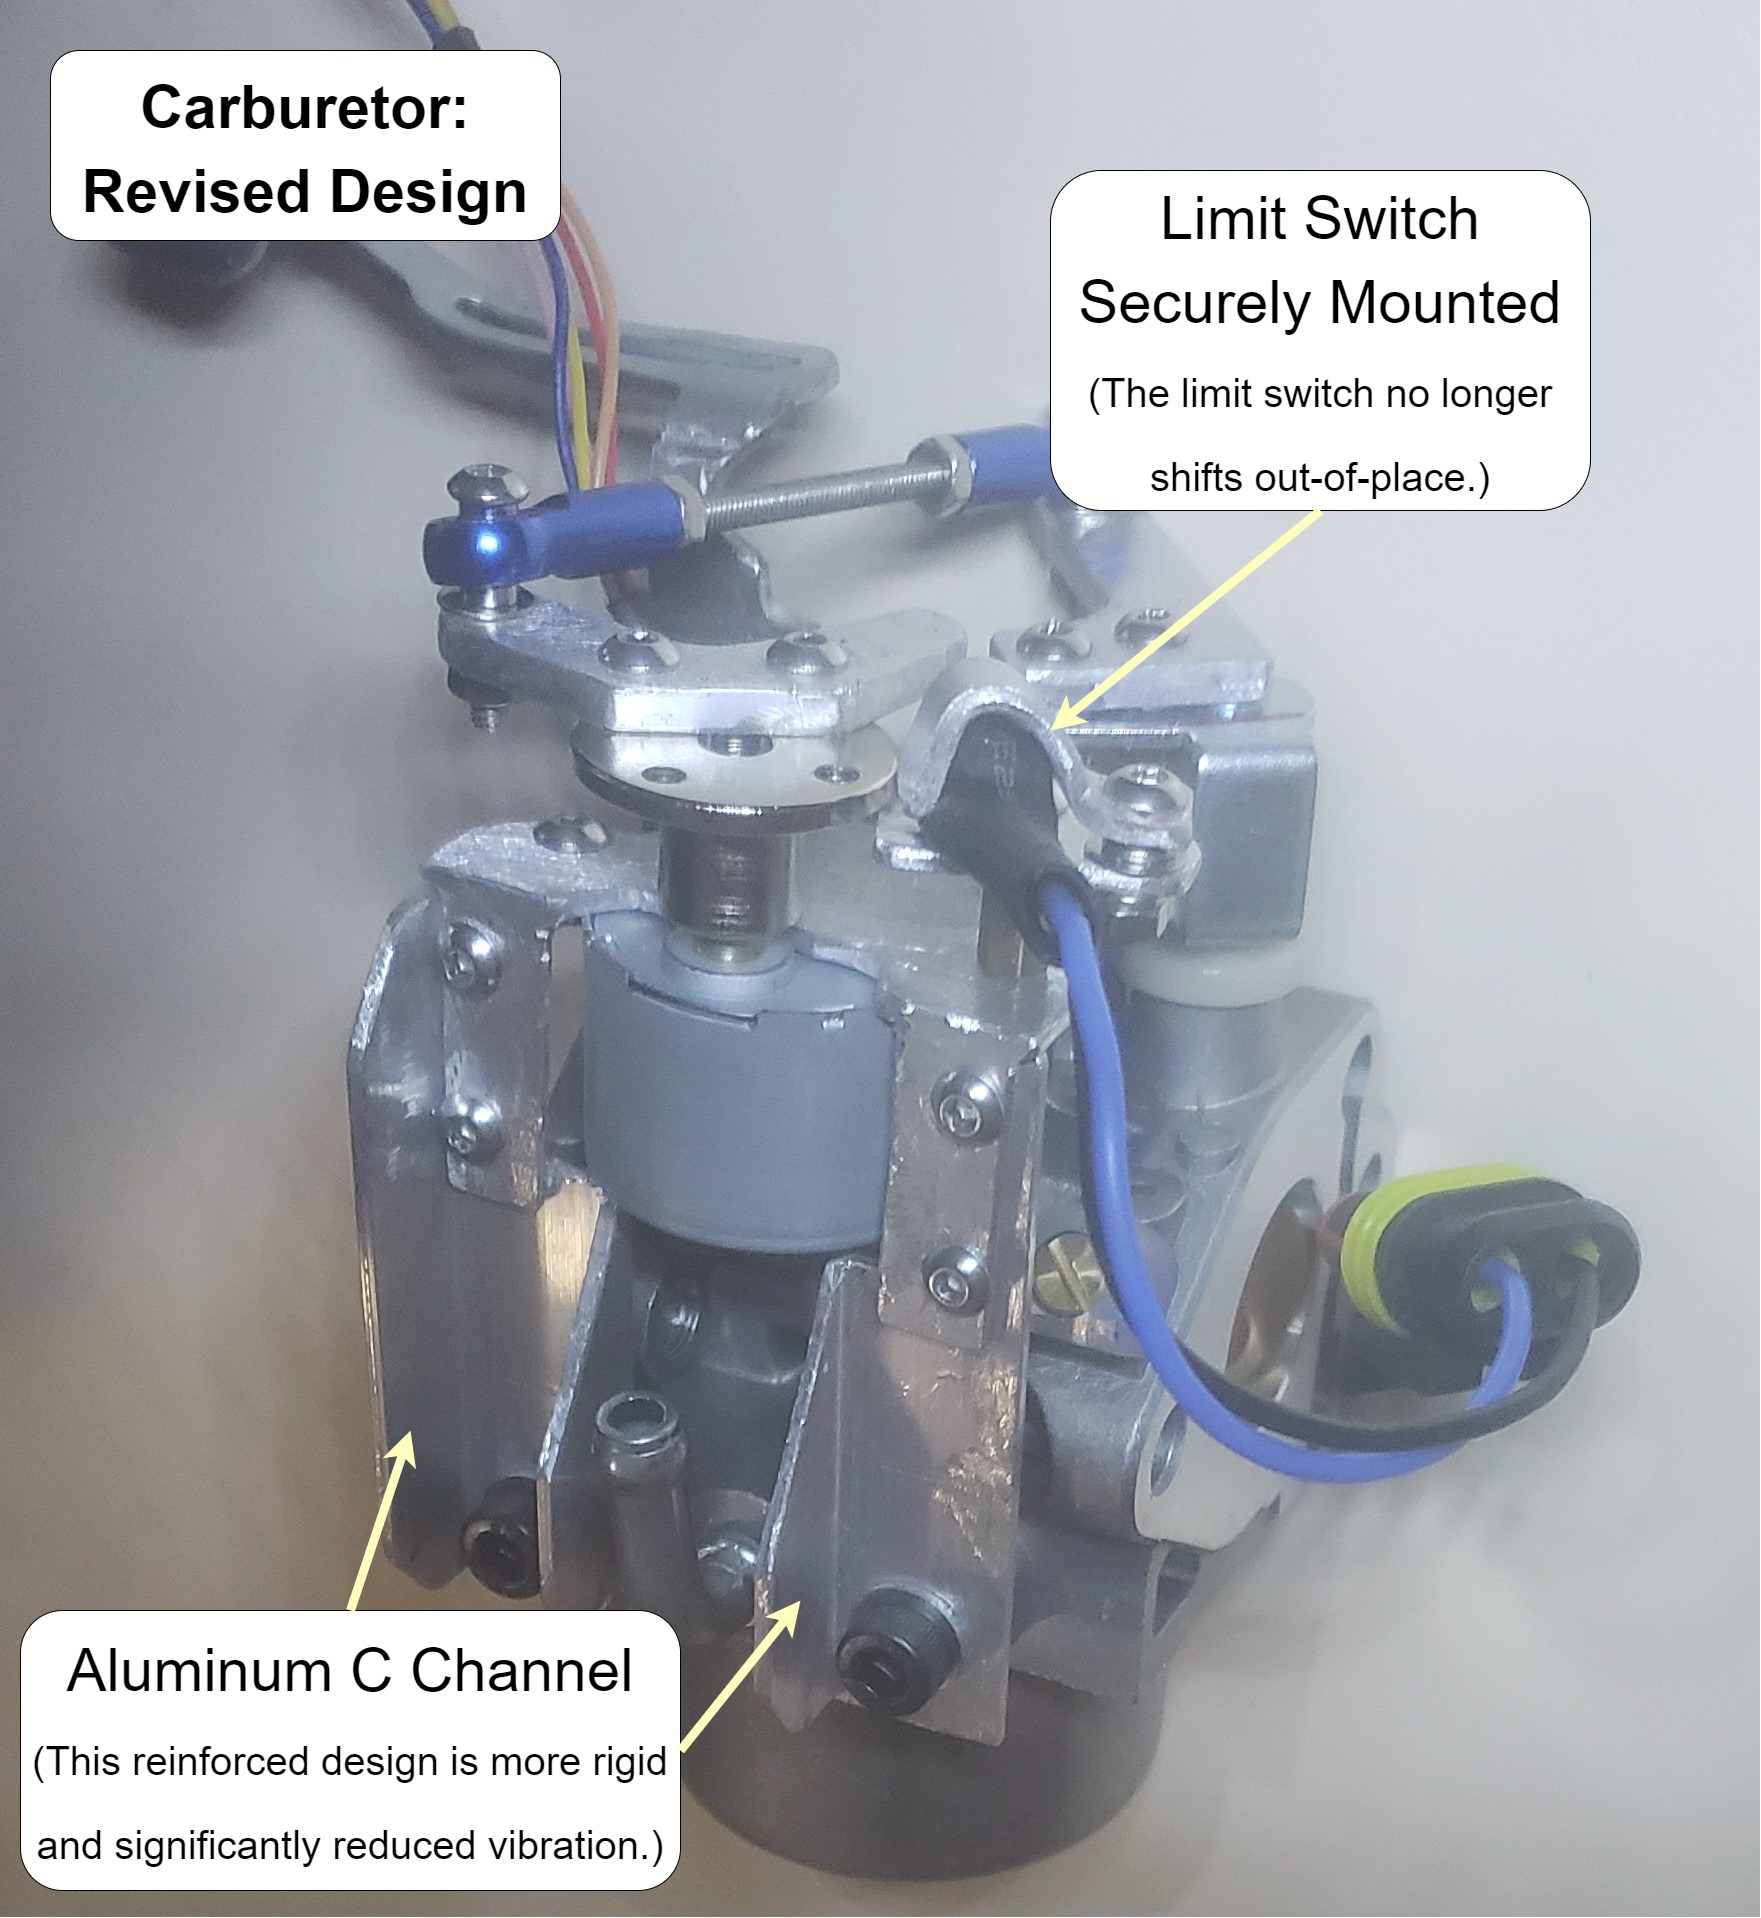 Carburetor:
Revised Design
Limit Switch
Securely Mounted
(The limit switch no longer
shifts out-of-place.)
Aluminum C Channel
(This reinforced design is more rigid
and significantly reduced vibration.)